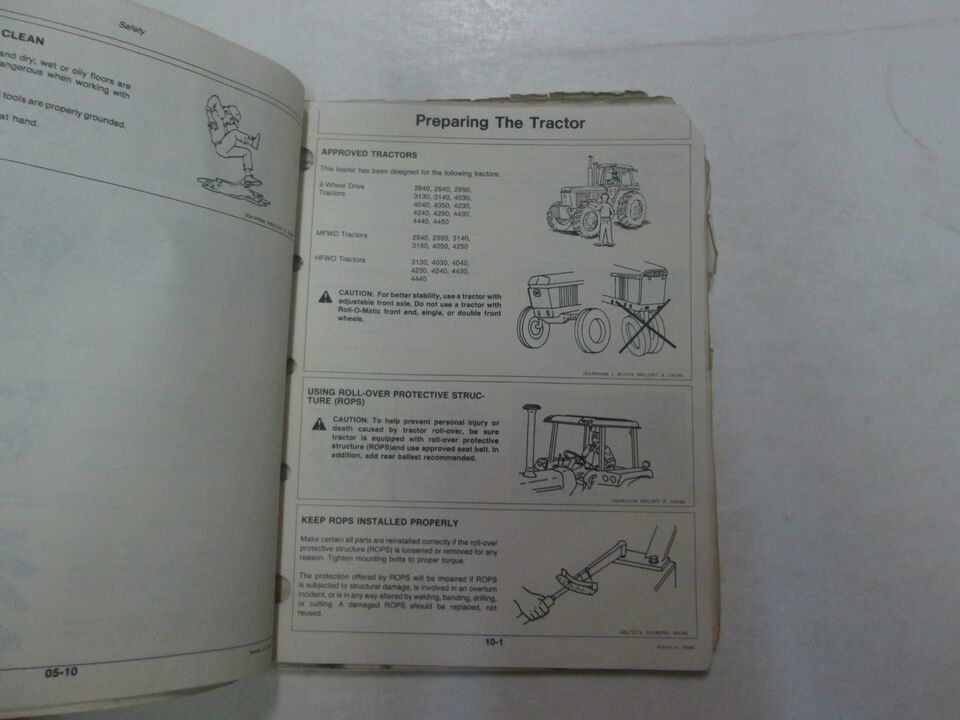 Safety
CLEAN
and dry; wet or oily floors are
angerous when working with
tools are properly grounded.
at hand.
05-10
Preparing The Tractor
APPROVED TRACTORS
This loader has been designed for the following tractors:
2-Wheel Drive 2840, 2940, 2950,
Tractors 3130, 3140, 4030,
4040, 4050, 4230,
4240, 4250, 4430,
4440, 4450
MFWD Tractors 2940, 2950, 3140,
3150, 4050, 4250
HFWD Tractors 3130, 4030, 4040,
4230, 4240, 4430,
4440
CAUTION: For better stability, use a tractor with
adjustable front axle. Do not use a tractor with
Roll-O-Matic front end, single, or double front
wheels.
USING ROLL-OVER PROTECTIVE STRUC-
TURE (ROPS)
CAUTION: To help prevent personal injury or
death caused by tractor roll-over, be sure
tractor is equipped with roll-over protective
structure (ROPS)and use approved seat belt. In
addition, add rear ballast recommended.
KEEP ROPS INSTALLED PROPERLY
Make certain all parts are reinstalled correctly if the roll-over
protective structure (ROPS) is loosened or removed for any
reason. Tighten mounting bolts to proper torque.
The protection offered by ROPS will be impaired if ROPS
is subjected to structural damage, is involved in an overturn
incident, or is in any way altered by welding, bending, drilling,
or cutting. A damaged ROPS should be replaced, not
reused.
10-1